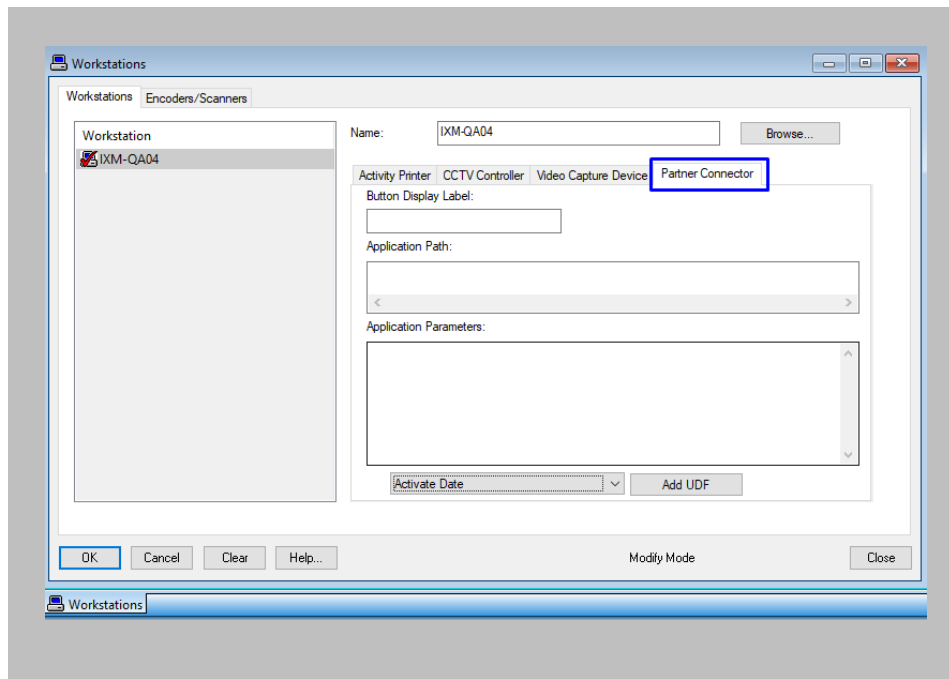 Workstations
Workstations Encoders/Scanners
Workstation
IXM-QA04
Name: IXM-QA04 Browse...
Activity Printer CCTV Controller Video Capture Device Partner Connector
Button Display Label:
Application Path:
Application Parameters:
Activate Date Add UDF
OK Cancel Clear Help... Modify Mode Close
Workstations